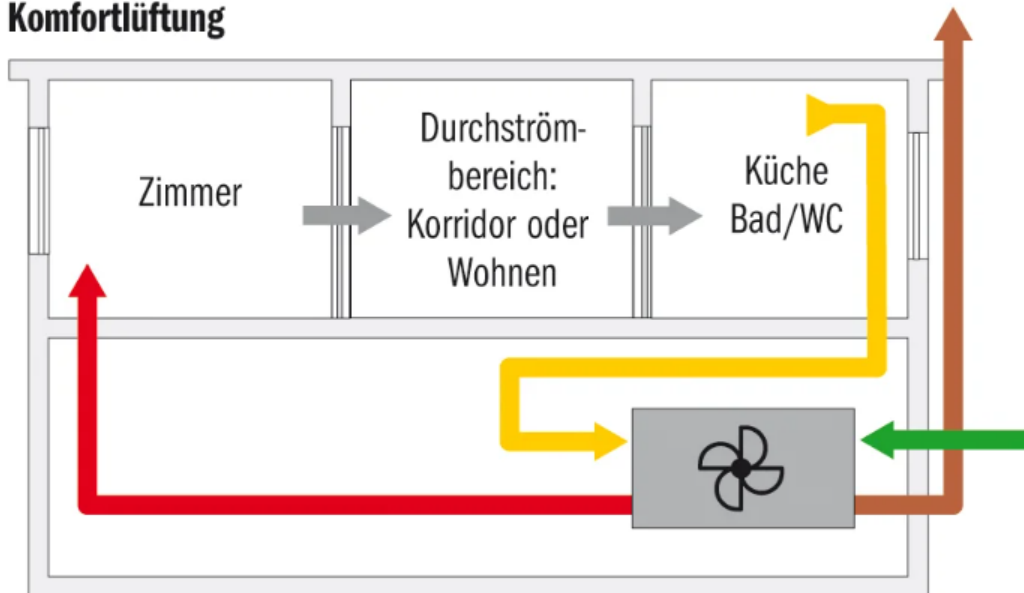 Komfortlüftung
Zimmer
Durchström-
bereich:
Korridor oder
Wohnen
Küche
Bad/WC